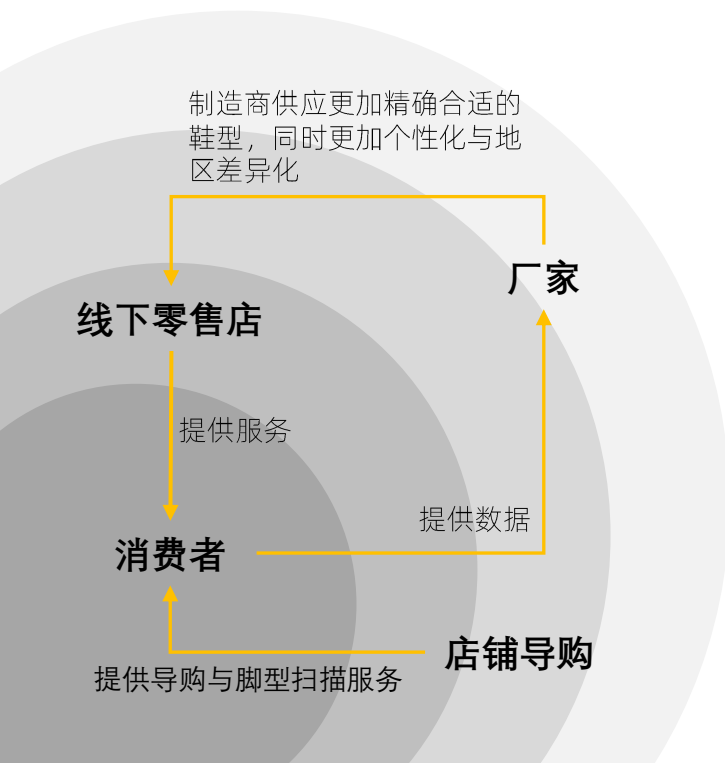 制造商供应更加精确合适的
鞋型，同时更加个性化与地
区差异化
厂家
线下零售店
提供服务
提供数据
消费者
店铺导购
提供导购与脚型扫描服务